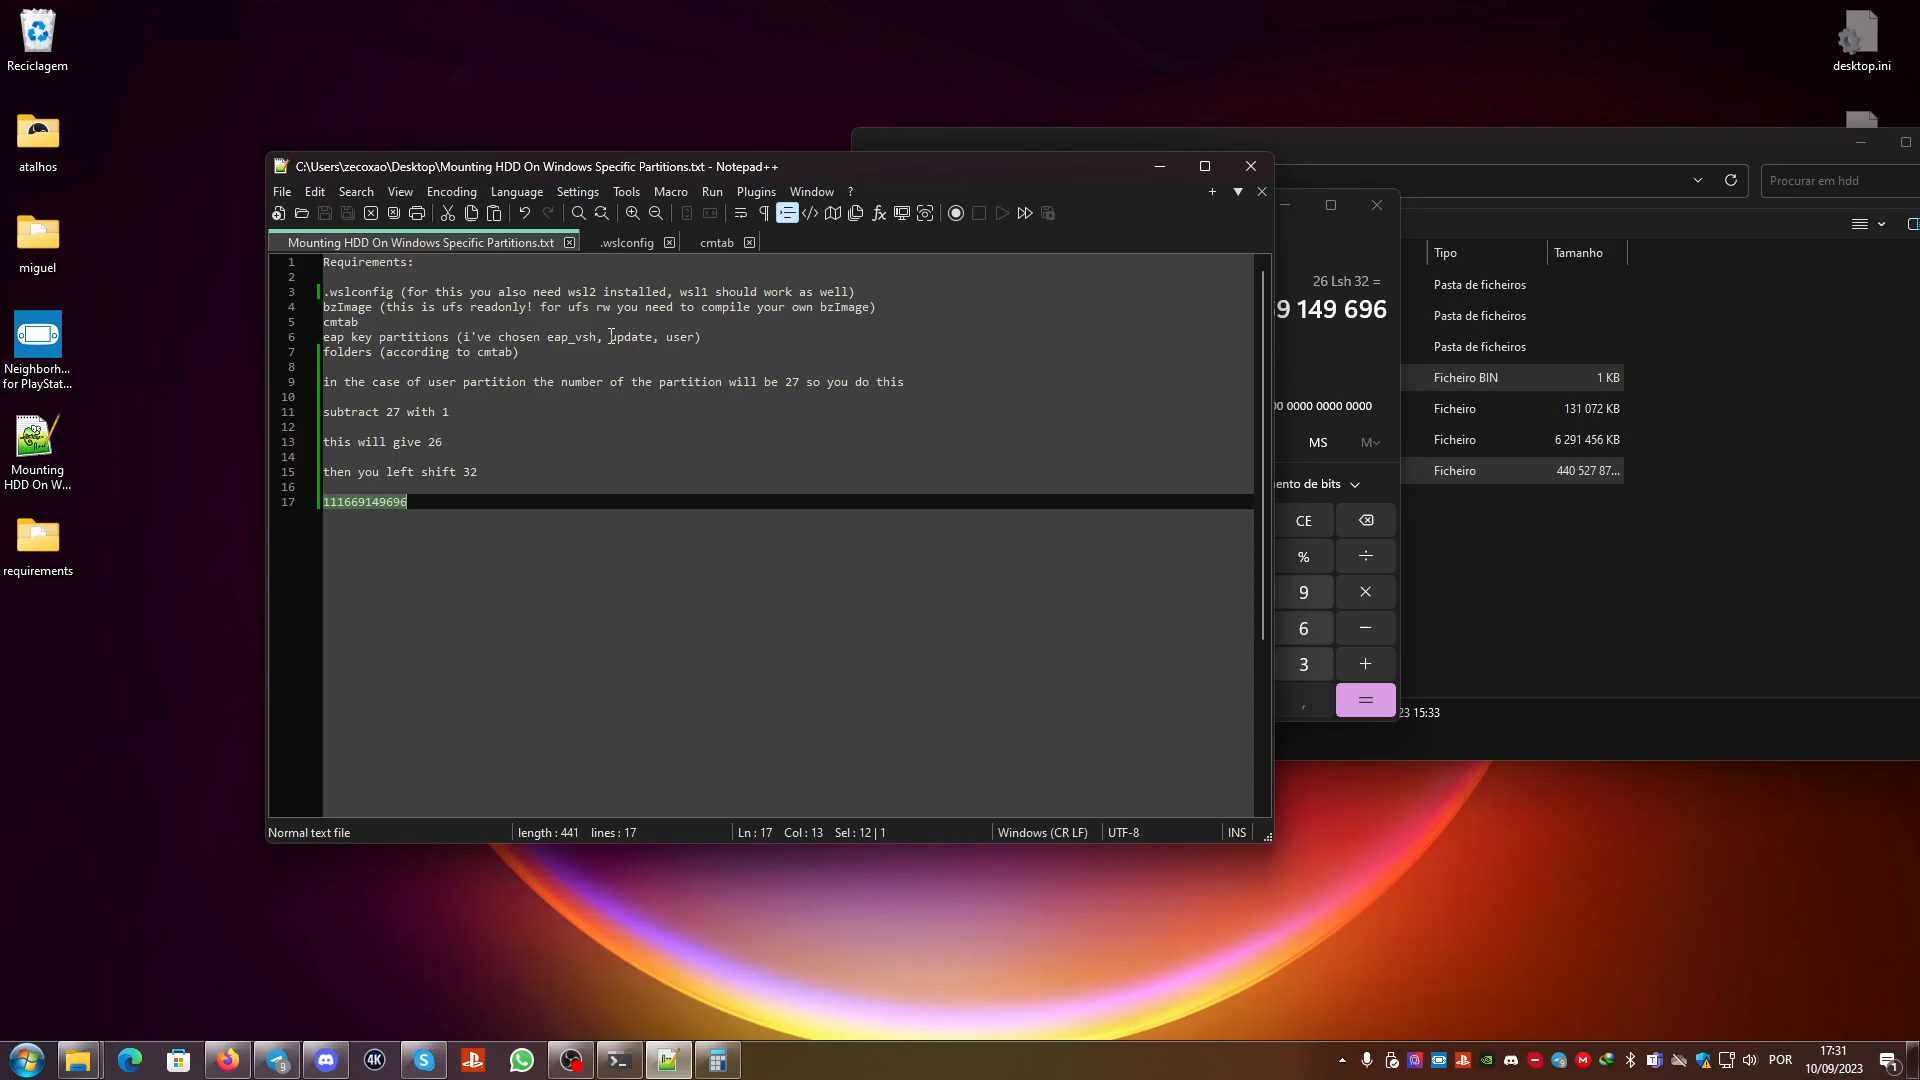 Reciclagem
atalhos
miguel
Neighborh...
for PlayStat...
Mounting
HDD On W...
requirements
desktop.ini
C:\Users\zecoxao\Desktop\Mounting HDD On Windows Specific Partitions.txt - Notepad++
File Edit Search View Encoding Language Settings Tools Macro Run Plugins Window ?
Mounting HDD On Windows Specific Partitions.txt .wslconfig cmtab
1 Requirements:
2
3 .wslconfig (for this you also need wsl2 installed, wsl1 should work as well)
4 bzImage (this is ufs readonly! for ufs rw you need to compile your own bzImage)
5 cmtab
6 eap key partitions (i've chosen eap_vsh, update, user)
7 folders (according to cmtab)
8
9 in the case of user partition the number of the partition will be 27 so you do this
10
11 subtract 27 with 1
12
13 this will give 26
14
15 then you left shift 32
16
17 111669149696
Normal text file length : 441 lines : 17 Ln : 17 Col : 13 Sel : 12 | 1 Windows (CR LF) UTF-8 INS
26 Lsh 32 =
9 149 696
0 0000 0000 0000
MS M
ento de bits
CE
% ÷
9 ×
6 −
3 +
, =
Procurar em hdd
Tipo Tamanho
Pasta de ficheiros
Pasta de ficheiros
Pasta de ficheiros
Ficheiro BIN 1 KB
Ficheiro 131 072 KB
Ficheiro 6 291 456 KB
Ficheiro 440 527 87...
23 15:33
4K
9
POR
17:31
10/09/2023
1